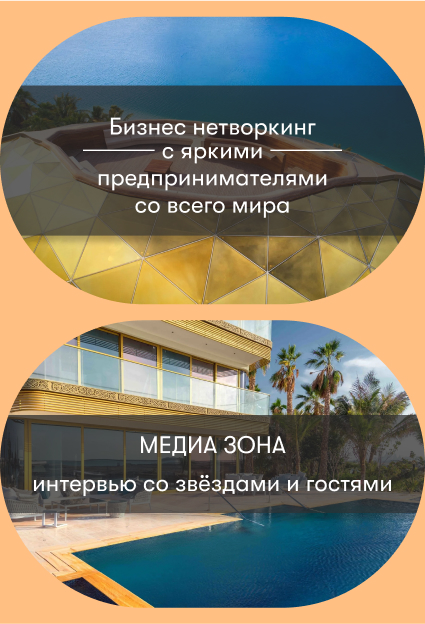 Бизнес нетворкинг
с яркими
предпринимателями
со всего мира
МЕДИА ЗОНА
интервью со звёздами и гостями